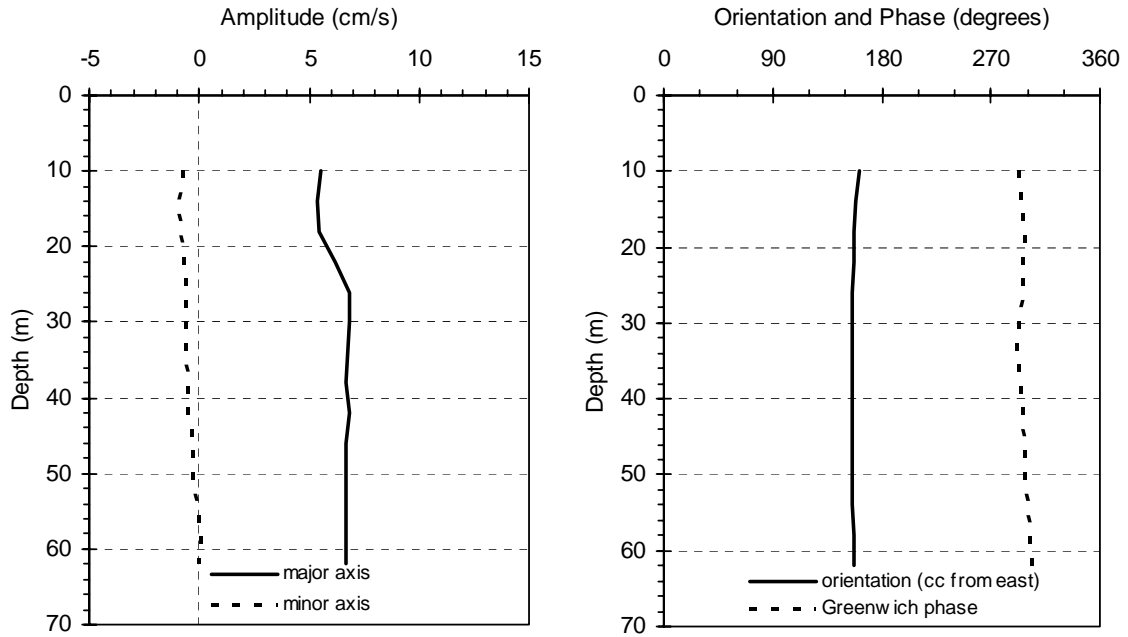 Amplitude (cm/s)
-5 0 5 10 15
0
10
20
30
40
50
60
70
Depth (m)
major axis
minor axis
Orientation and Phase (degrees)
0 90 180 270 360
0
10
20
30
40
50
60
70
Depth (m)
orientation (cc from east)
Greenwich phase